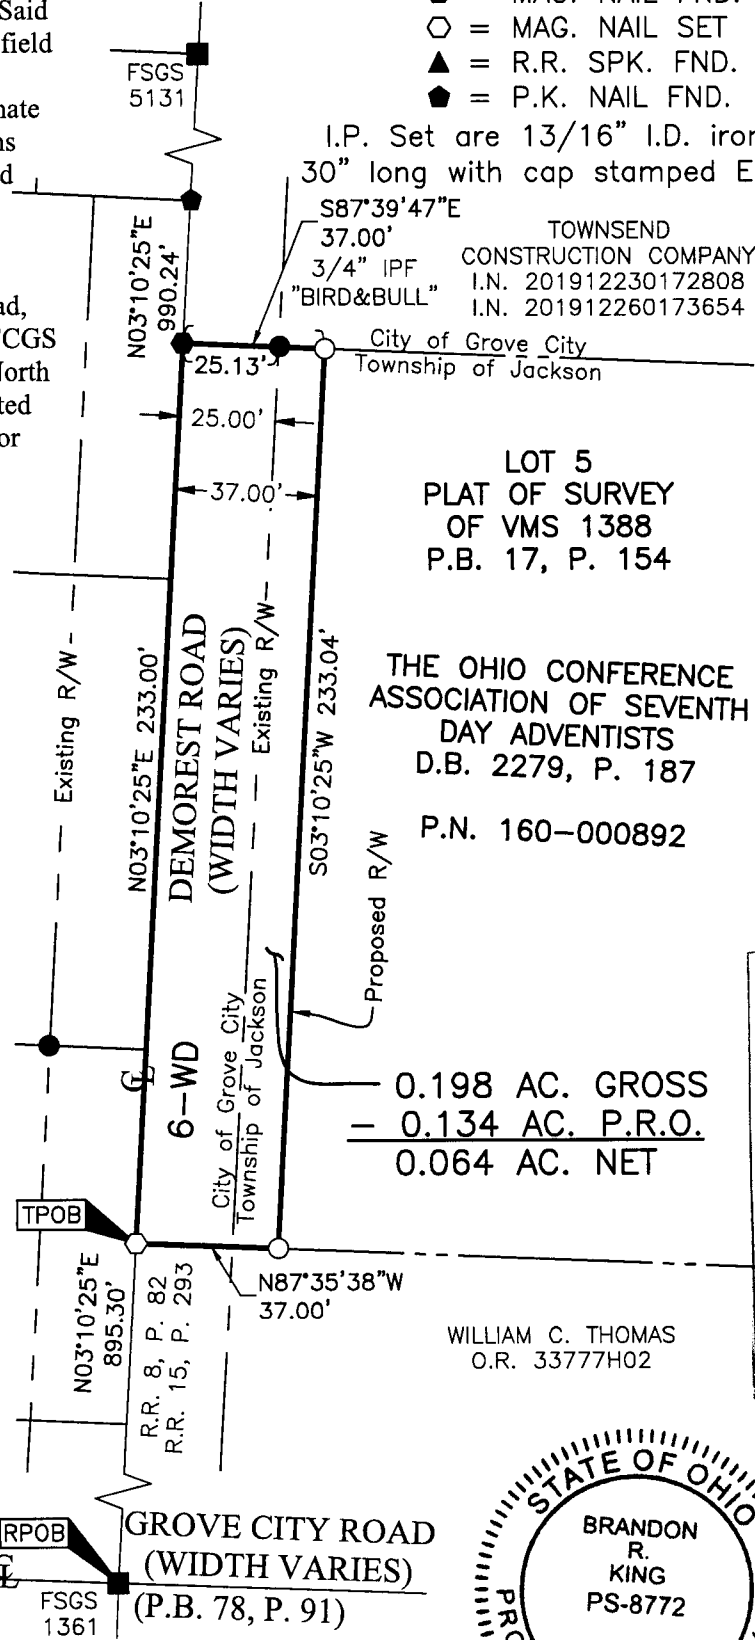 Said
field
ns
d
MAG. NAIL FND.
= MAG. NAIL SET
= R.R. SPK. FND.
= P.K. NAIL FND.
I.P. Set are 13/16" I.D. iron
30" long with cap stamped E
FSGS
5131
S87°39'47"E
37.00'
3/4" IPF
"BIRD&BULL"
TOWNSEND
CONSTRUCTION COMPANY
I.N. 201912230172808
I.N. 201912260173654
N03°10'25"E
990.24'
City of Grove City
Township of Jackson
25.13'
25.00'
37.00'
or
LOT 5
PLAT OF SURVEY
OF VMS 1388
P.B. 17, P. 154
THE OHIO CONFERENCE
ASSOCIATION OF SEVENTH
DAY ADVENTISTS
D.B. 2279, P. 187
P.N. 160-000892
Existing R/W
N03°10'25"E 233.00'
DEMOREST ROAD
(WIDTH VARIES)
Existing R/W
S03°10'25"W 233.04'
Proposed R/W
6-WD
City of Grove City
Township of Jackson
0.198 AC. GROSS
- 0.134 AC. P.R.O.
0.064 AC. NET
TPOB
N87°35'38"W
37.00'
N03°10'25"E
895.30'
R.R. 8, P. 82
R.R. 15, P. 293
WILLIAM C. THOMAS
O.R. 33777H02
RPOB
GROVE CITY ROAD
(WIDTH VARIES)
(P.B. 78, P. 91)
FSGS
1361
STATE OF OHIO
BRANDON
R.
KING
PS-8772